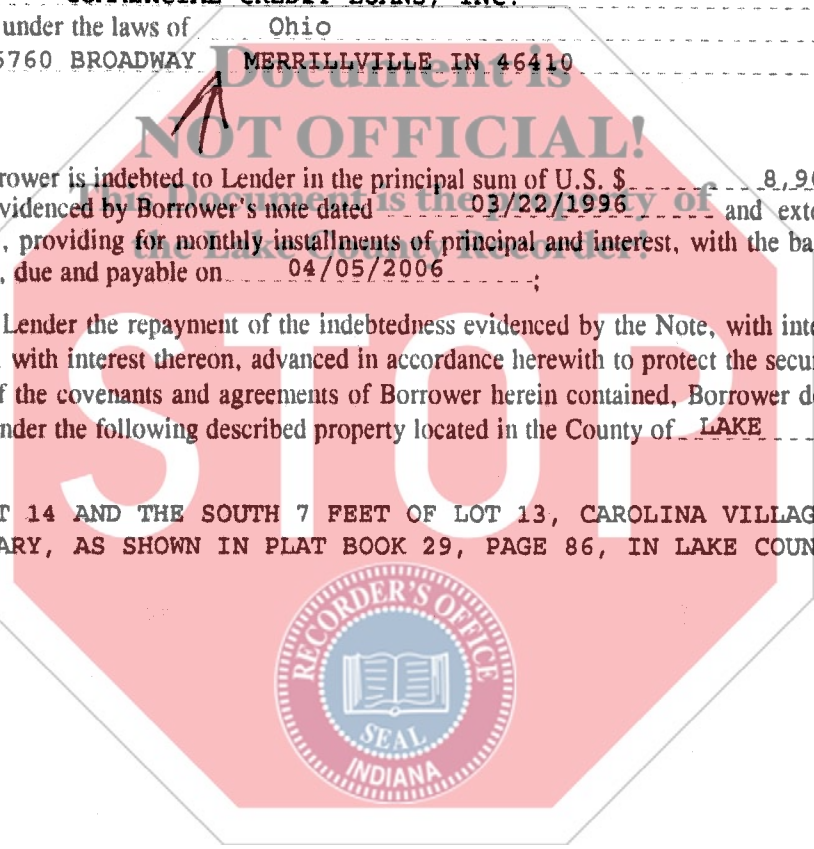 COMMERCIAL CREDIT LOANS, INC.
under the laws of Ohio
5760 BROADWAY MERRILLVILLE IN 46410
Document is
NOT OFFICIAL!
This Document is the property of
the Lake County Recorder!
rower is indebted to Lender in the principal sum of U.S. $ 8,9
videnced by Borrower's note dated 03/22/1996 and exte
, providing for monthly installments of principal and interest, with the ba
, due and payable on 04/05/2006 ;
Lender the repayment of the indebtedness evidenced by the Note, with inte
with interest thereon, advanced in accordance herewith to protect the secu
f the covenants and agreements of Borrower herein contained, Borrower d
nder the following described property located in the County of LAKE
STOP
T 14 AND THE SOUTH 7 FEET OF LOT 13, CAROLINA VILLAG
ARY, AS SHOWN IN PLAT BOOK 29, PAGE 86, IN LAKE COUN
RECORDER'S OFFICE
SEAL
INDIANA